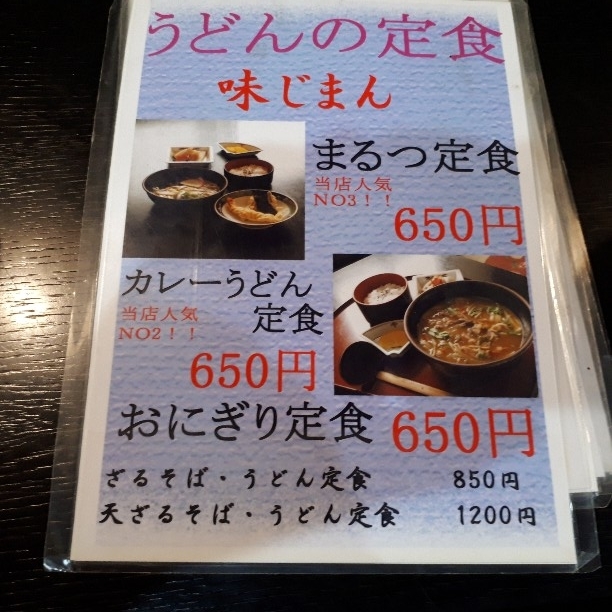 うどんの定食
味じまん
まるつ定食
当店人気
NO3！！
650円
カレーうどん
定食
当店人気
NO2！！
650円
おにぎり定食 650円
ざるそば・うどん定食 850円
天ざるそば・うどん定食 1200円